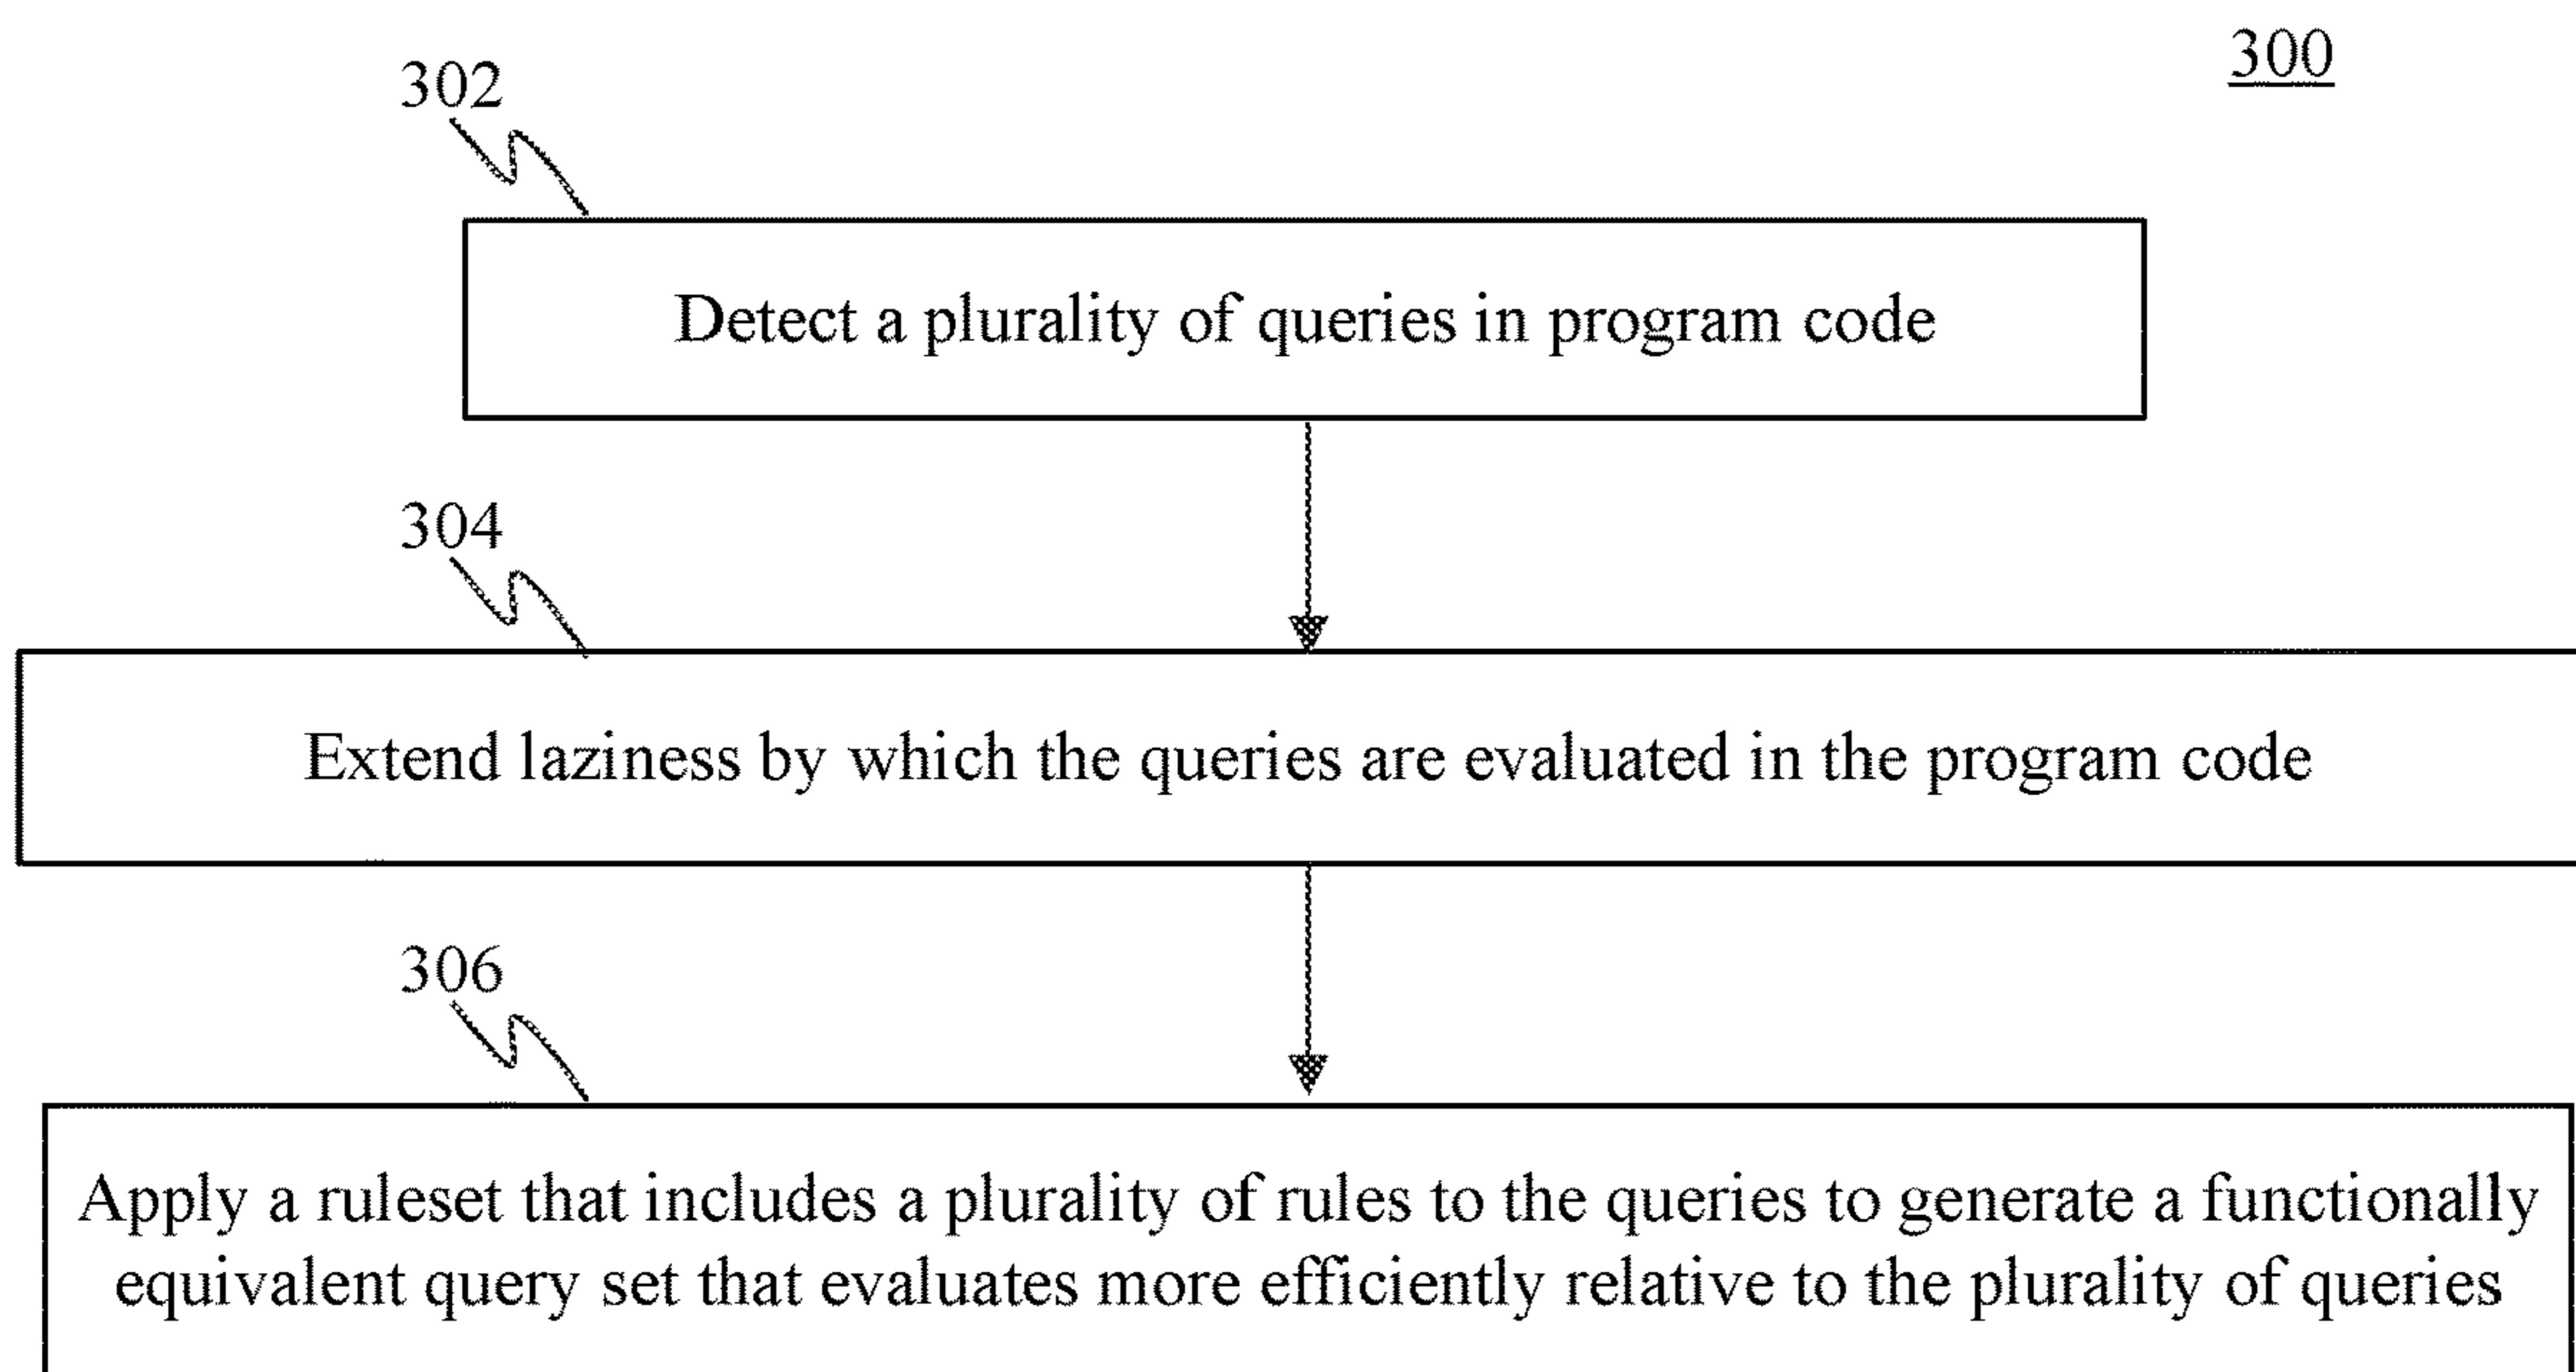 300
302
Detect a plurality of queries in program code
304
Extend laziness by which the queries are evaluated in the program code
306
Apply a ruleset that includes a plurality of rules to the queries to generate a functionally
equivalent query set that evaluates more efficiently relative to the plurality of queries